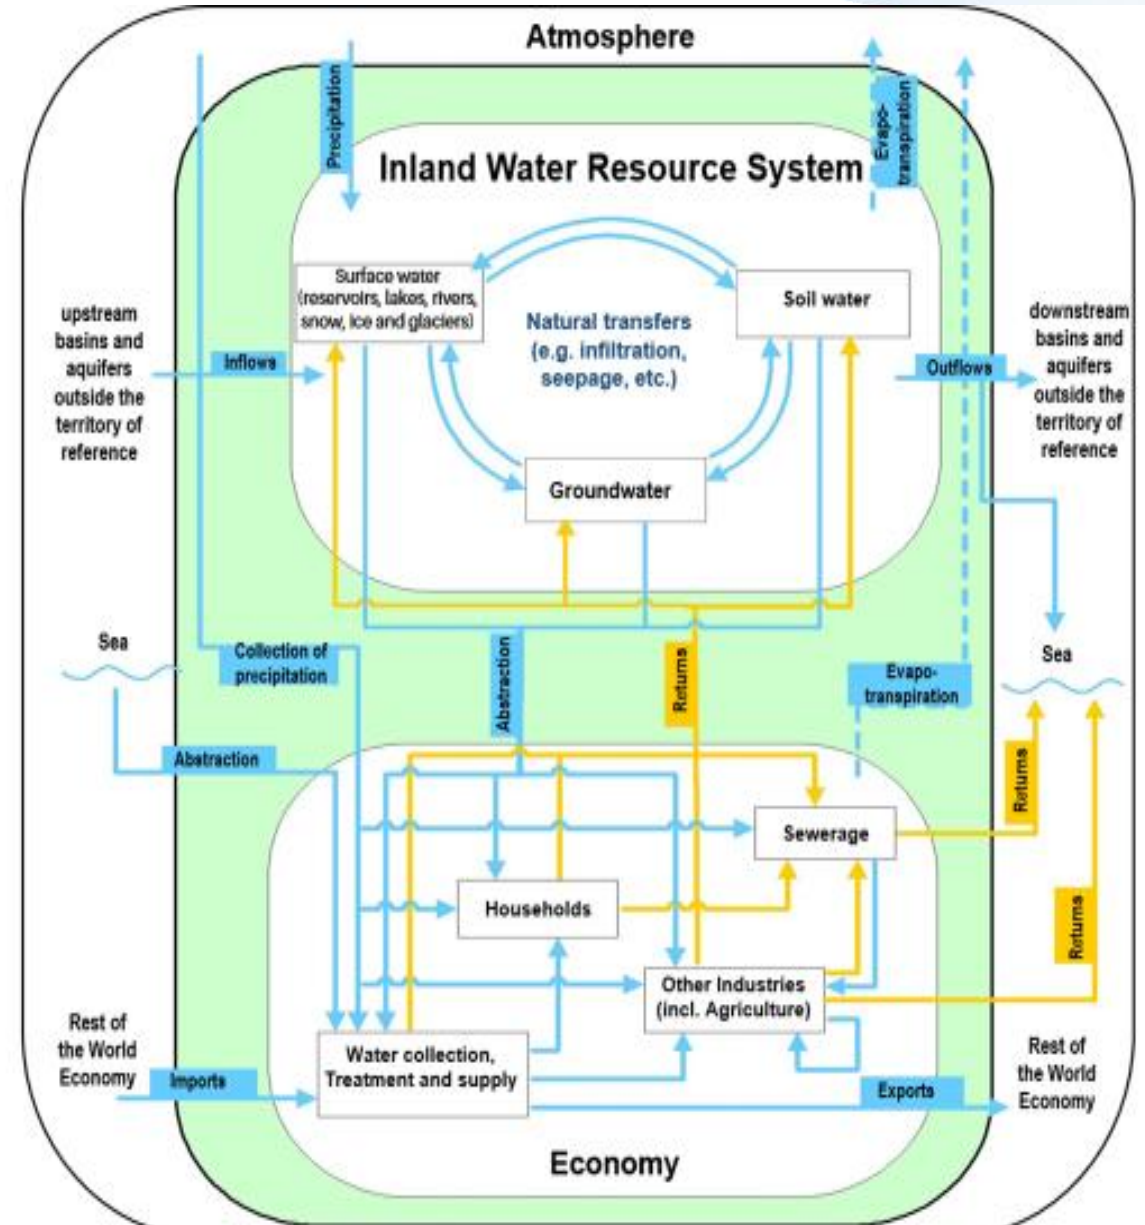 Atmosphere
Precipitation
Evapo-
transpiration
Inland Water Resource System
Surface water
(reservoirs, lakes, rivers,
snow, ice and glaciers)
Soil water
Natural transfers
(e.g. infiltration,
seepage, etc.)
Groundwater
upstream
basins and
aquifers
outside the
territory of
reference
Inflows
Outflows
downstream
basins and
aquifers
outside the
territory of
reference
Sea
Collection of
precipitation
Abstraction
Abstraction
Returns
Evapo-
transpiration
Sea
Returns
Returns
Sewerage
Households
Other Industries
(incl. Agriculture)
Water collection,
Treatment and supply
Rest of
the World
Economy
Imports
Exports
Rest of
the World
Economy
Economy